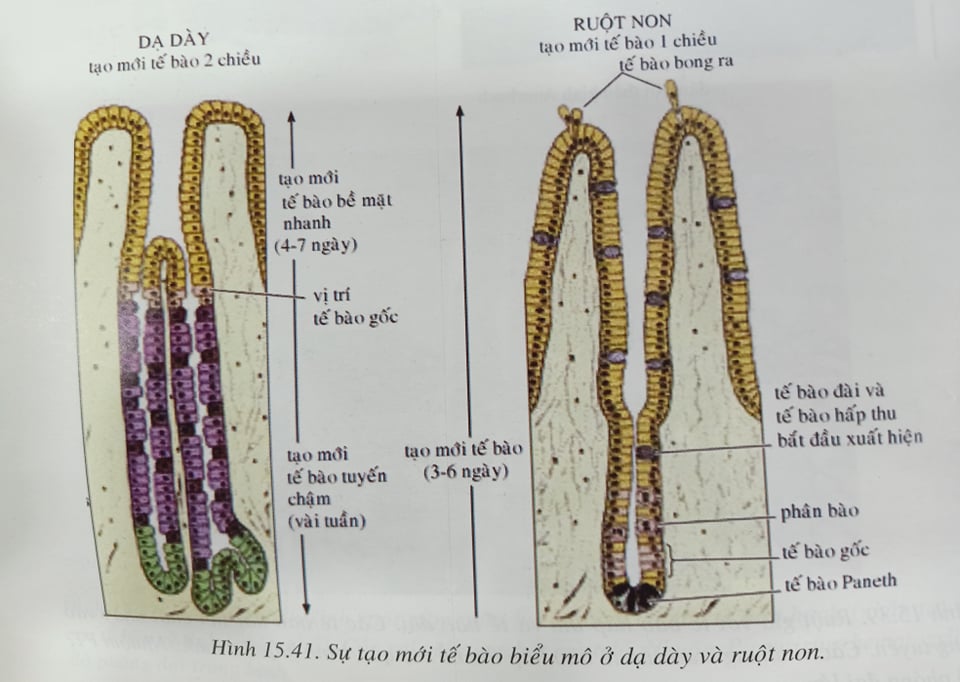 DẠ DÀY
tạo mới tế bào 2 chiều
RUỘT NON
tạo mới tế bào 1 chiều
tế bào bong ra
tạo mới
tế bào bề mặt
nhanh
(4-7 ngày)
vị trí
tế bào gốc
tạo mới
tế bào tuyến
chậm
(vài tuần)
tạo mới tế bào
(3-6 ngày)
tế bào đài và
tế bào hấp thu
bắt đầu xuất hiện
phân bào
tế bào gốc
tế bào Paneth
Hình 15.41. Sự tạo mới tế bào biểu mô ở dạ dày và ruột non.